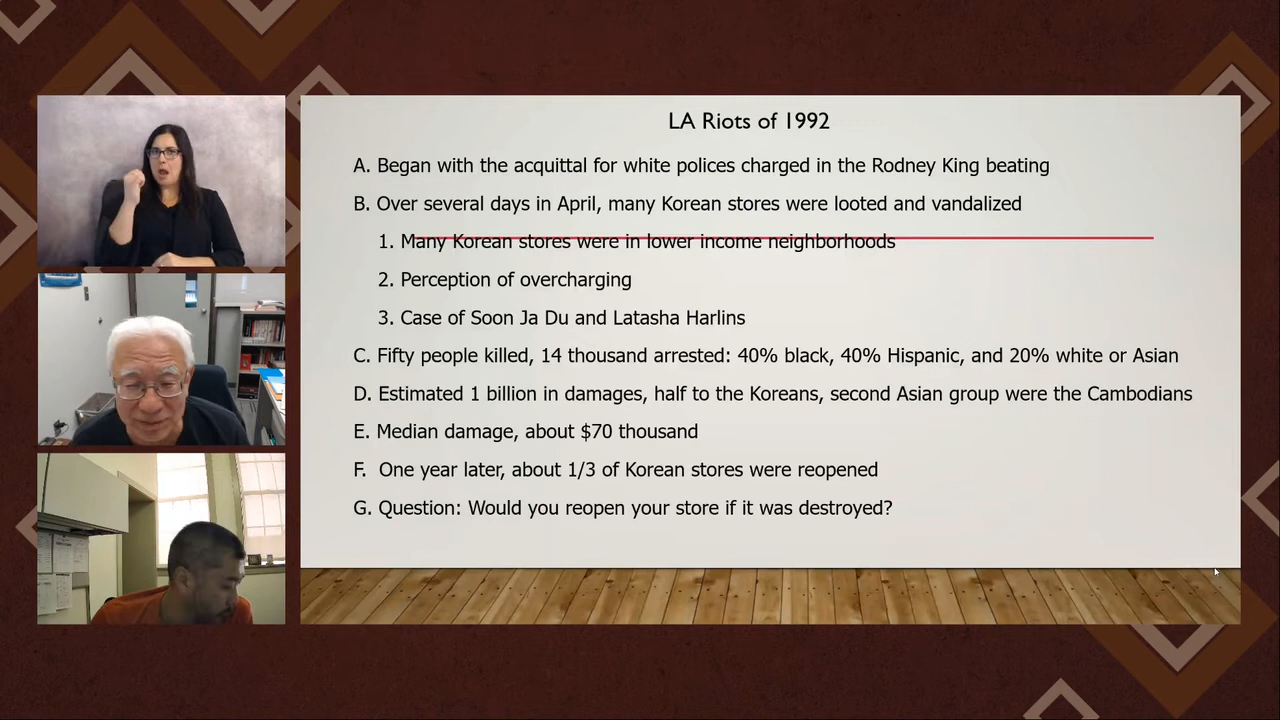 LA Riots of 1992
A. Began with the acquittal for white polices charged in the Rodney King beating
B. Over several days in April, many Korean stores were looted and vandalized
1. Many Korean stores were in lower income neighborhoods
2. Perception of overcharging
3. Case of Soon Ja Du and Latasha Harlins
C. Fifty people killed, 14 thousand arrested: 40% black, 40% Hispanic, and 20% white or Asian
D. Estimated 1 billion in damages, half to the Koreans, second Asian group were the Cambodians
E. Median damage, about $70 thousand
F. One year later, about 1/3 of Korean stores were reopened
G. Question: Would you reopen your store if it was destroyed?